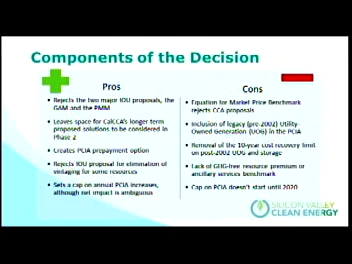 Components of the Decision
Pros
• Rejects the two major IOU proposals, the
GAM and the PMM
• Leaves space for CalCCA's longer term
proposed solutions to be considered in
Phase 2
• Creates PCIA prepayment option
• Rejects IOU proposal for elimination of
vintaging for some resources
• Sets a cap on annual PCIA increases,
although net impact is ambiguous
Cons
• Equation for Market Price Benchmark
rejects CCA proposals
• Inclusion of legacy (pre-2002) Utility-
Owned Generation (UOG) in the PCIA
• Removal of the 10-year cost recovery limit
on post-2002 UOG and storage
• Lack of GHG-free resource premium or
ancillary services benchmark
• Cap on PCIA doesn't start until 2020
SILICON VALLEY
CLEAN ENERGY